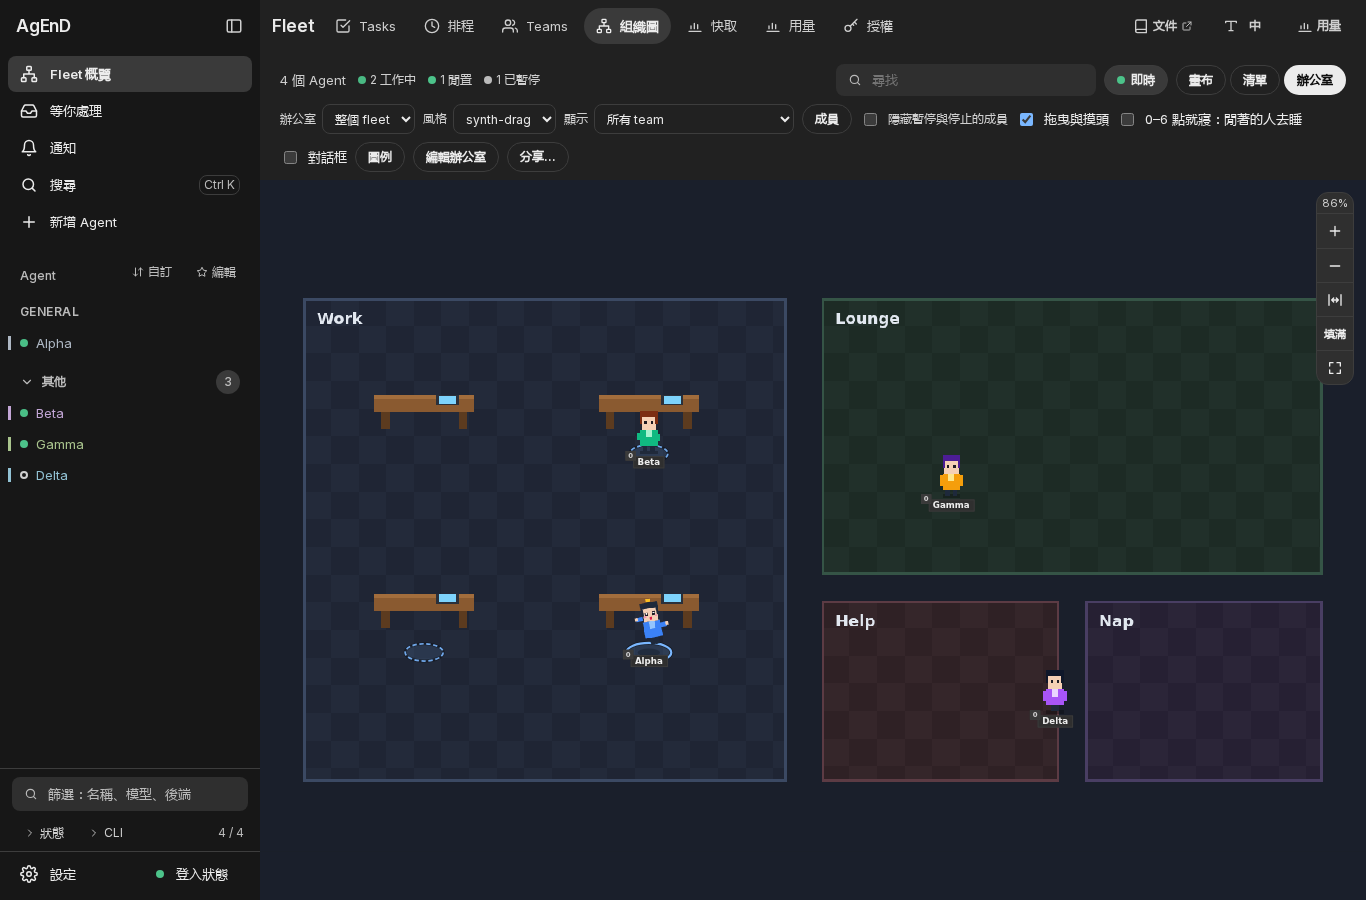 AgEnD
Fleet 概覽
等你處理
通知
搜尋 Ctrl K
新增 Agent
Agent 自訂 編輯
GENERAL
Alpha
其他 3
Beta
Gamma
Delta
篩選：名稱、模型、後端
狀態 CLI 4 / 4
設定 登入狀態
Fleet Tasks 排程 Teams 組織圖 快取 用量 授權 文件 中 用量
4 個 Agent 2 工作中 1 閒置 1 已暫停 尋找 即時 畫布 清單 辦公室
辦公室 整個 fleet 風格 synth-drag 顯示 所有 team 成員 隱藏暫停與停止的成員 拖曳與摸頭 0–6 點就寢：閒著的人去睡
對話框 圖例 編輯辦公室 分享…
86%
填滿
Work
0 Beta
0 Alpha
Lounge
0 Gamma
Help
0 Delta
Nap